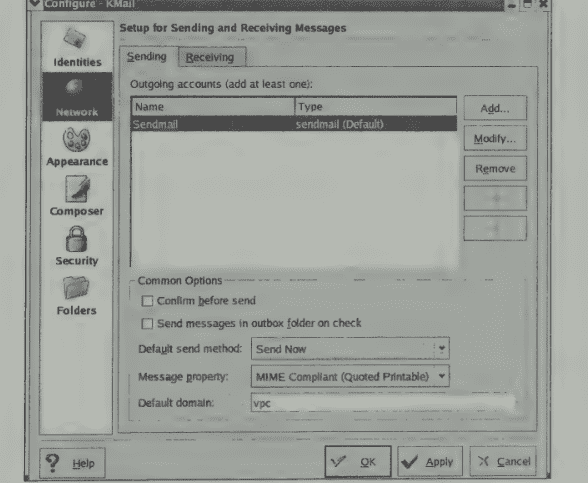 Configure - KMail
Setup for Sending and Receiving Messages
Identities
Network
Appearance
Composer
Security
Folders
Sending Receiving
Outgoing accounts (add at least one):
Name Type
Sendmail sendmail (Default)
Add...
Modify...
Remove
Common Options
Confirm before send
Send messages in outbox folder on check
Default send method: Send Now
Message property: MIME Compliant (Quoted Printable)
Default domain: vpc
? Help
OK Apply Cancel